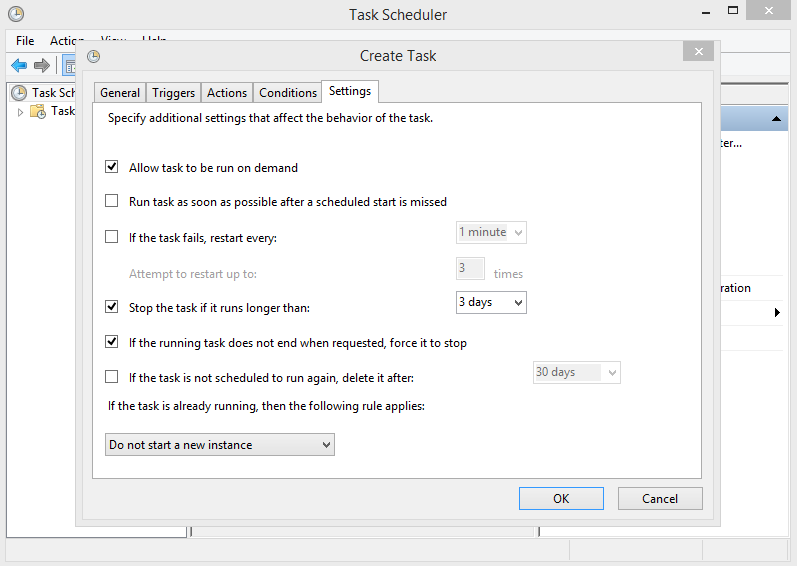 Task Scheduler
File Action View Help
Create Task
Task Sch
Task
General Triggers Actions Conditions Settings
Specify additional settings that affect the behavior of the task.
Allow task to be run on demand
Run task as soon as possible after a scheduled start is missed
If the task fails, restart every: 1 minute
Attempt to restart up to: 3 times
Stop the task if it runs longer than: 3 days
If the running task does not end when requested, force it to stop
If the task is not scheduled to run again, delete it after: 30 days
If the task is already running, then the following rule applies:
Do not start a new instance
OK Cancel
ter...
ration